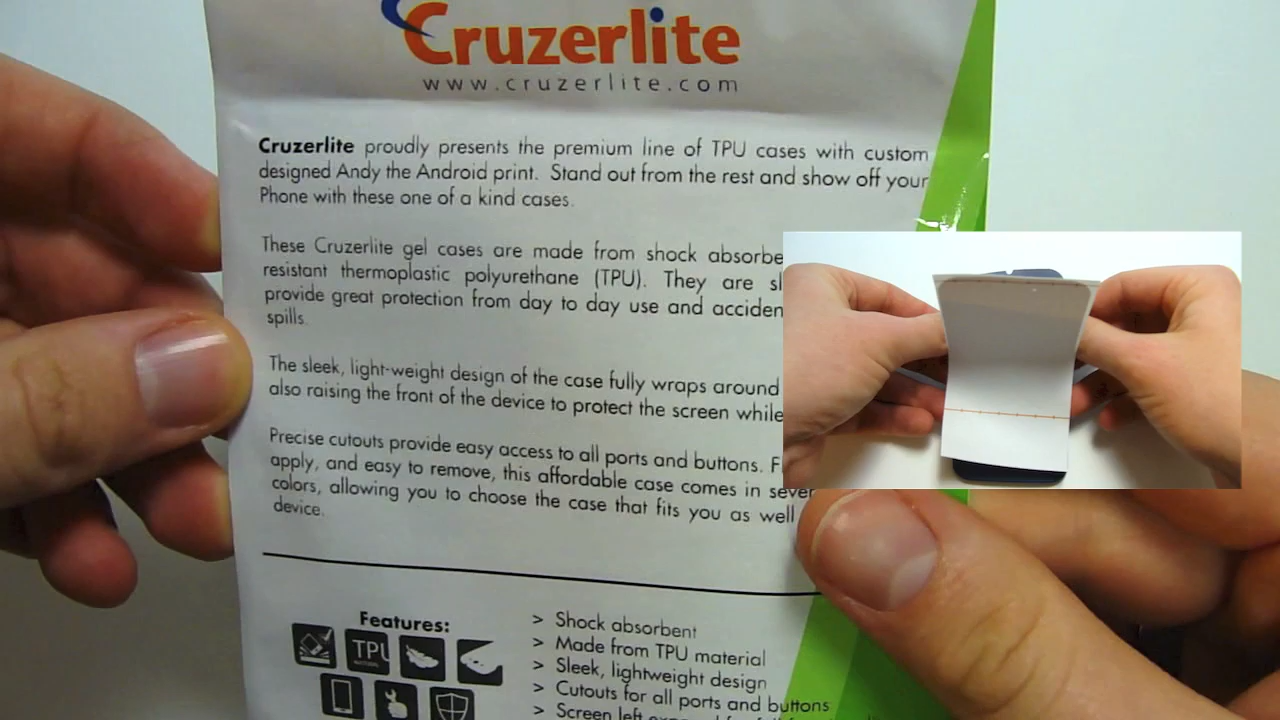 Cruzerlite
www.cruzerlite.com
Cruzerlite proudly presents the premium line of TPU cases with custom
designed Andy the Android print. Stand out from the rest and show off your
Phone with these one of a kind cases.
These Cruzerlite gel cases are made from shock absorbe
resistant thermoplastic polyurethane (TPU). They are sl
provide great protection from day to day use and acciden
spills.
The sleek, light-weight design of the case fully wraps around
also raising the front of the device to protect the screen while
Precise cutouts provide easy access to all ports and buttons. F
apply, and easy to remove, this affordable case comes in sever
colors, allowing you to choose the case that fits you as well
device.
Features:
TPU
> Shock absorbent
> Made from TPU material
> Sleek, lightweight design
> Cutouts for all ports and buttons
> Screen left